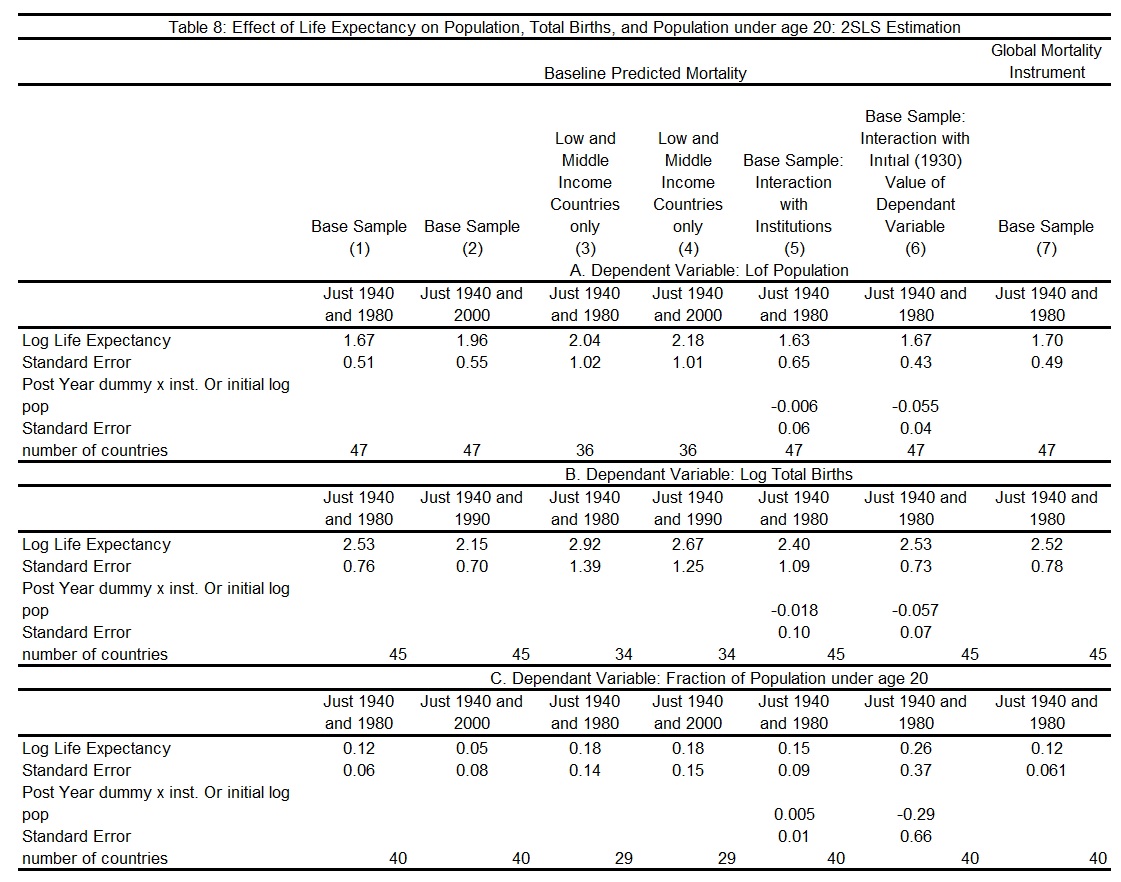 Table 8: Effect of Life Expectancy on Population, Total Births, and Population under age 20: 2SLS Estimation
Baseline Predicted Mortality Global Mortality Instrument
Base Sample (1) Base Sample (2) Low and Middle Income Countries only (3) Low and Middle Income Countries only (4) Base Sample: Interaction with Institutions (5) Base Sample: Interaction with Initial (1930) Value of Dependant Variable (6) Base Sample (7)
A. Dependent Variable: Lof Population
Just 1940 and 1980 Just 1940 and 2000 Just 1940 and 1980 Just 1940 and 2000 Just 1940 and 1980 Just 1940 and 1980 Just 1940 and 1980
Log Life Expectancy 1.67 1.96 2.04 2.18 1.63 1.67 1.70
Standard Error 0.51 0.55 1.02 1.01 0.65 0.43 0.49
Post Year dummy x inst. Or initial log
pop -0.006 -0.055
Standard Error 0.06 0.04
number of countries 47 47 36 36 47 47 47
B. Dependant Variable: Log Total Births
Just 1940 and 1980 Just 1940 and 1990 Just 1940 and 1980 Just 1940 and 1990 Just 1940 and 1980 Just 1940 and 1980 Just 1940 and 1980
Log Life Expectancy 2.53 2.15 2.92 2.67 2.40 2.53 2.52
Standard Error 0.76 0.70 1.39 1.25 1.09 0.73 0.78
Post Year dummy x inst. Or initial log
pop -0.018 -0.057
Standard Error 0.10 0.07
number of countries 45 45 34 34 45 45 45
C. Dependant Variable: Fraction of Population under age 20
Just 1940 and 1980 Just 1940 and 2000 Just 1940 and 1980 Just 1940 and 2000 Just 1940 and 1980 Just 1940 and 1980 Just 1940 and 1980
Log Life Expectancy 0.12 0.05 0.18 0.18 0.15 0.26 0.12
Standard Error 0.06 0.08 0.14 0.15 0.09 0.37 0.061
Post Year dummy x inst. Or initial log
pop 0.005 -0.29
Standard Error 0.01 0.66
number of countries 40 40 29 29 40 40 40